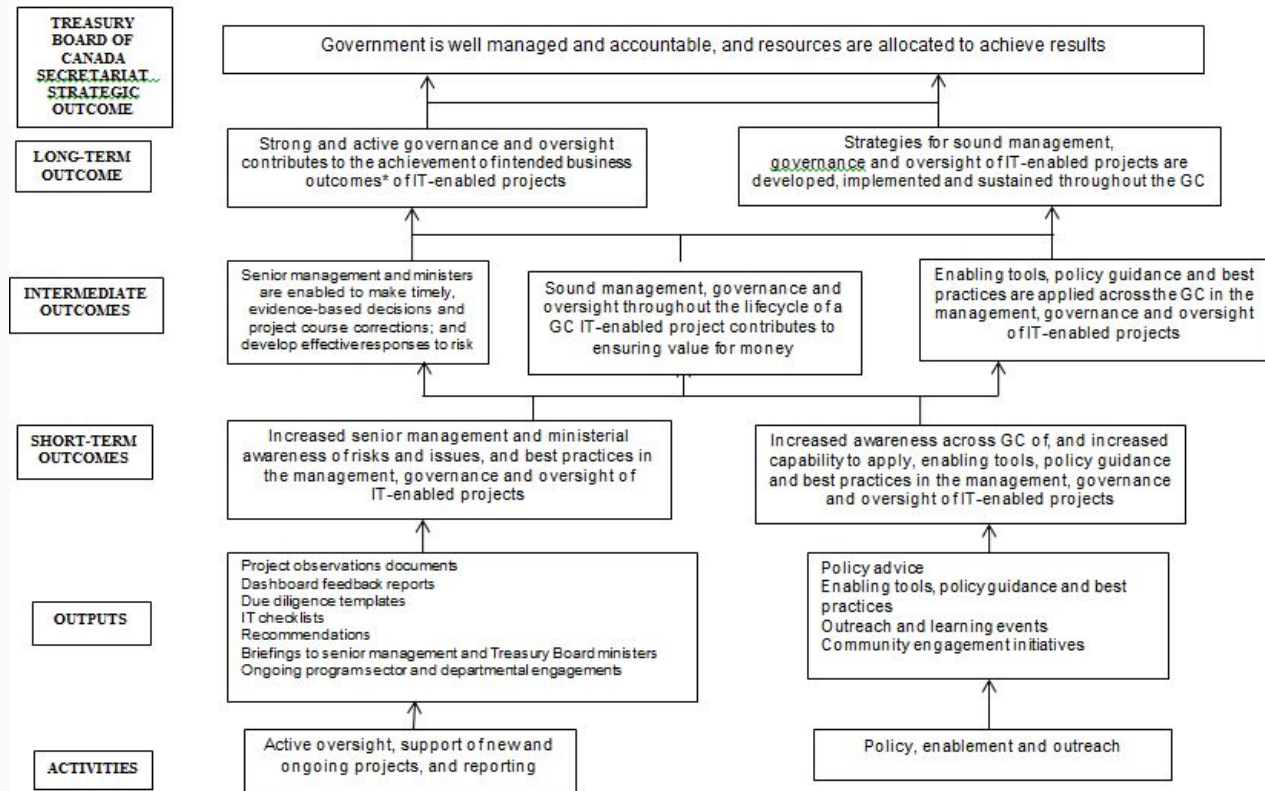 TREASURY
BOARD OF
CANADA
SECRETARIAT
STRATEGIC
OUTCOME
Government is well managed and accountable, and resources are allocated to achieve results
LONG-TERM
OUTCOME
Strong and active governance and oversight
contributes to the achievement of intended business
outcomes* of IT-enabled projects
Strategies for sound management,
governance and oversight of IT-enabled projects are
developed, implemented and sustained throughout the GC
INTERMEDIATE
OUTCOMES
Senior management and ministers
are enabled to make timely,
evidence-based decisions and
project course corrections; and
develop effective responses to risk
Sound management, governance and
oversight throughout the lifecycle of a
GC IT-enabled project contributes to
ensuring value for money
Enabling tools, policy guidance and best
practices are applied across the GC in the
management, governance and oversight
of IT-enabled projects
SHORT-TERM
OUTCOMES
Increased senior management and ministerial
awareness of risks and issues, and best practices in
the management, governance and oversight of
IT-enabled projects
Increased awareness across GC of, and increased
capability to apply, enabling tools, policy guidance
and best practices in the management, governance
and oversight of IT-enabled projects
OUTPUTS
Project observations documents
Dashboard feedback reports
Due diligence templates
IT checklists
Recommendations
Briefings to senior management and Treasury Board ministers
Ongoing program sector and departmental engagements
Policy advice
Enabling tools, policy guidance and best
practices
Outreach and learning events
Community engagement initiatives
ACTIVITIES
Active oversight, support of new and
ongoing projects, and reporting
Policy, enablement and outreach